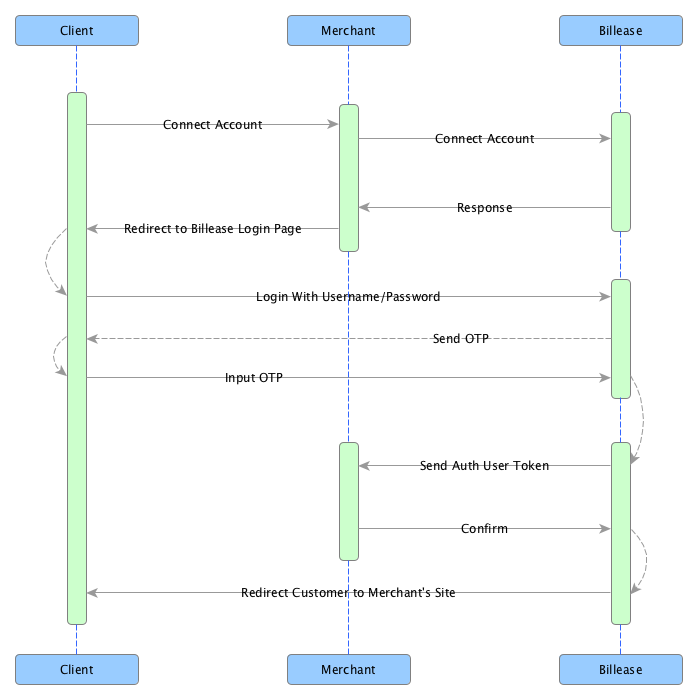 Client
Merchant
Billease
Connect Account
Connect Account
Response
Redirect to Billease Login Page
Login With Username/Password
Send OTP
Input OTP
Send Auth User Token
Confirm
Redirect Customer to Merchant's Site
Client
Merchant
Billease